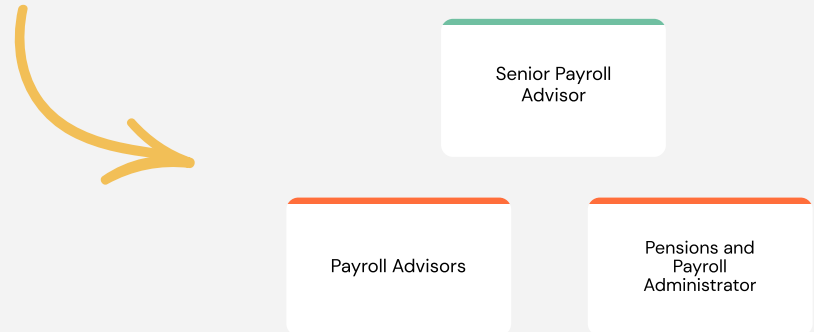 Senior Payroll
Advisor
Payroll Advisors
Pensions and
Payroll
Administrator